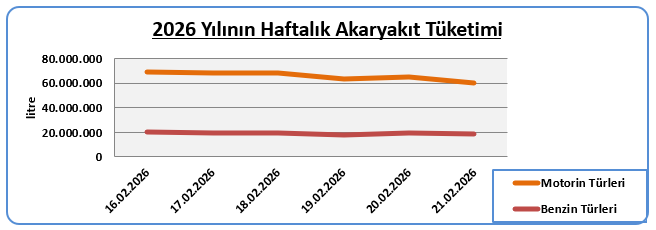 2026 Yılının Haftalık Akaryakıt Tüketimi
litre
80.000.000
60.000.000
40.000.000
20.000.000
0
16.02.2026
17.02.2026
18.02.2026
19.02.2026
20.02.2026
21.02.2026
Motorin Türleri
Benzin Türleri